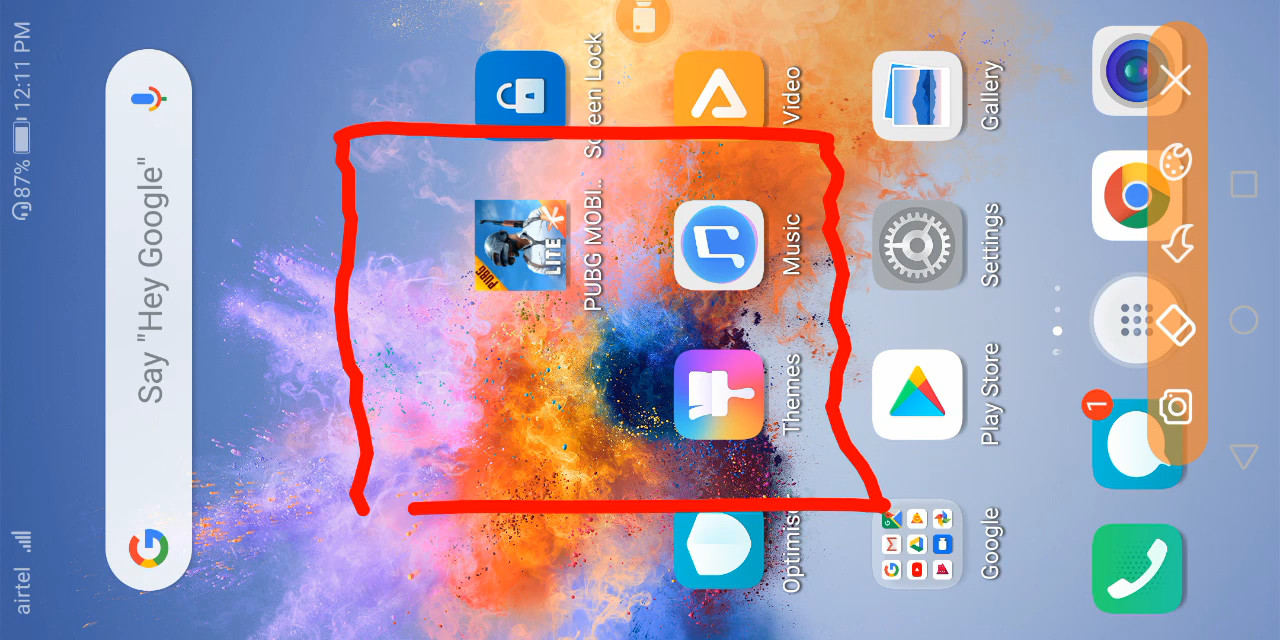 airtel 87% 12:11 PM
Say "Hey Google"
PUBG
LITE
PUBG MOBI.. Screen Lock
Themes Music Video
Google Play Store Settings Gallery
1